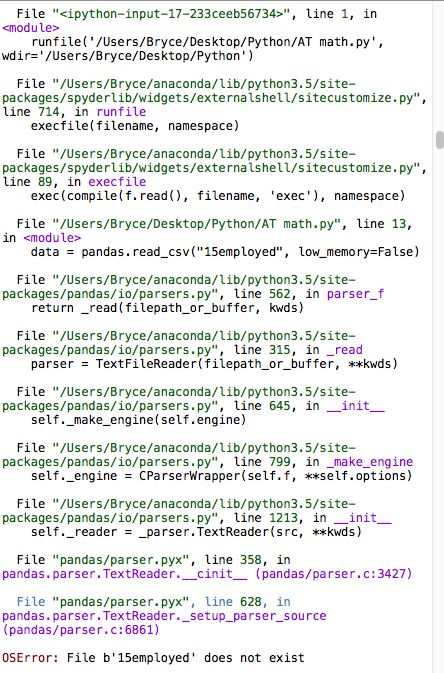 File "<ipython-input-17-233ceeb56734>", line 1, in
<module>
runfile('/Users/Bryce/Desktop/Python/AT math.py',
wdir='/Users/Bryce/Desktop/Python')
File "/Users/Bryce/anaconda/lib/python3.5/site-
packages/spyderlib/widgets/externalshell/sitecustomize.py",
line 714, in runfile
execfile(filename, namespace)
File "/Users/Bryce/anaconda/lib/python3.5/site-
packages/spyderlib/widgets/externalshell/sitecustomize.py",
line 89, in execfile
exec(compile(f.read(), filename, 'exec'), namespace)
File "/Users/Bryce/Desktop/Python/AT math.py", line 13,
in <module>
data = pandas.read_csv("15employed", low_memory=False)
File "/Users/Bryce/anaconda/lib/python3.5/site-
packages/pandas/io/parsers.py", line 562, in parser_f
return _read(filepath_or_buffer, kwds)
File "/Users/Bryce/anaconda/lib/python3.5/site-
packages/pandas/io/parsers.py", line 315, in _read
parser = TextFileReader(filepath_or_buffer, **kwds)
File "/Users/Bryce/anaconda/lib/python3.5/site-
packages/pandas/io/parsers.py", line 645, in __init__
self._make_engine(self.engine)
File "/Users/Bryce/anaconda/lib/python3.5/site-
packages/pandas/io/parsers.py", line 799, in _make_engine
self._engine = CParserWrapper(self.f, **self.options)
File "/Users/Bryce/anaconda/lib/python3.5/site-
packages/pandas/io/parsers.py", line 1213, in __init__
self._reader = _parser.TextReader(src, **kwds)
File "pandas/parser.pyx", line 358, in
pandas.parser.TextReader.__cinit__ (pandas/parser.c:3427)
File "pandas/parser.pyx", line 628, in
pandas.parser.TextReader._setup_parser_source
(pandas/parser.c:6861)
OSError: File b'15employed' does not exist